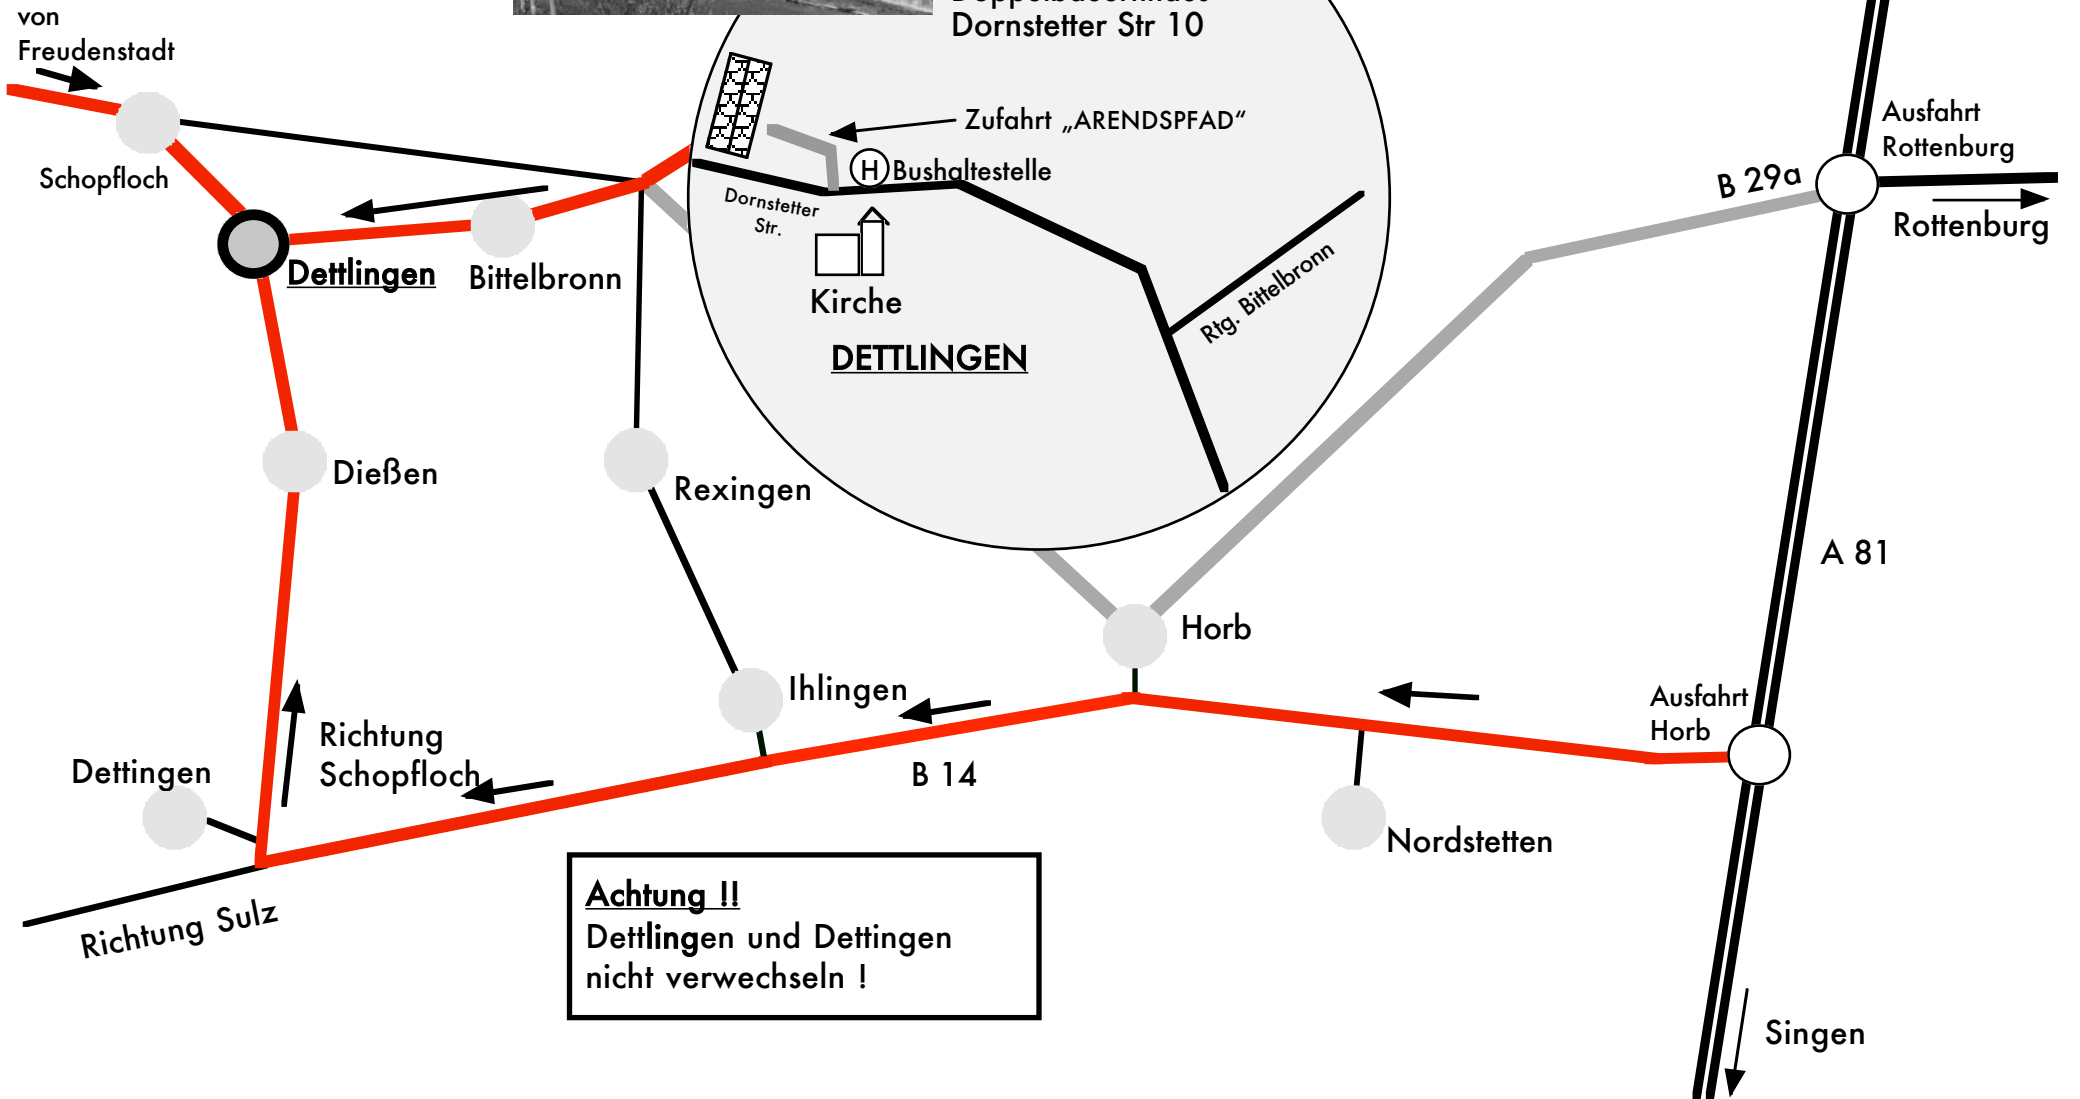 von
Freudenstadt
Dornstetter Str 10
Zufahrt „ARENDSPFAD“
H Bushaltestelle
Dornstetter
Str.
Kirche
DETTLINGEN
Rtg. Bittelbronn
Schopfloch
Dettlingen
Bittelbronn
Ausfahrt
Rottenburg
B 29a
Rottenburg
Dießen
Rexingen
A 81
Horb
Ihlingen
Ausfahrt
Horb
Richtung
Schopfloch
Dettingen
B 14
Nordstetten
Richtung Sulz
Achtung !!
Dettlingen und Dettingen
nicht verwechseln !
Singen